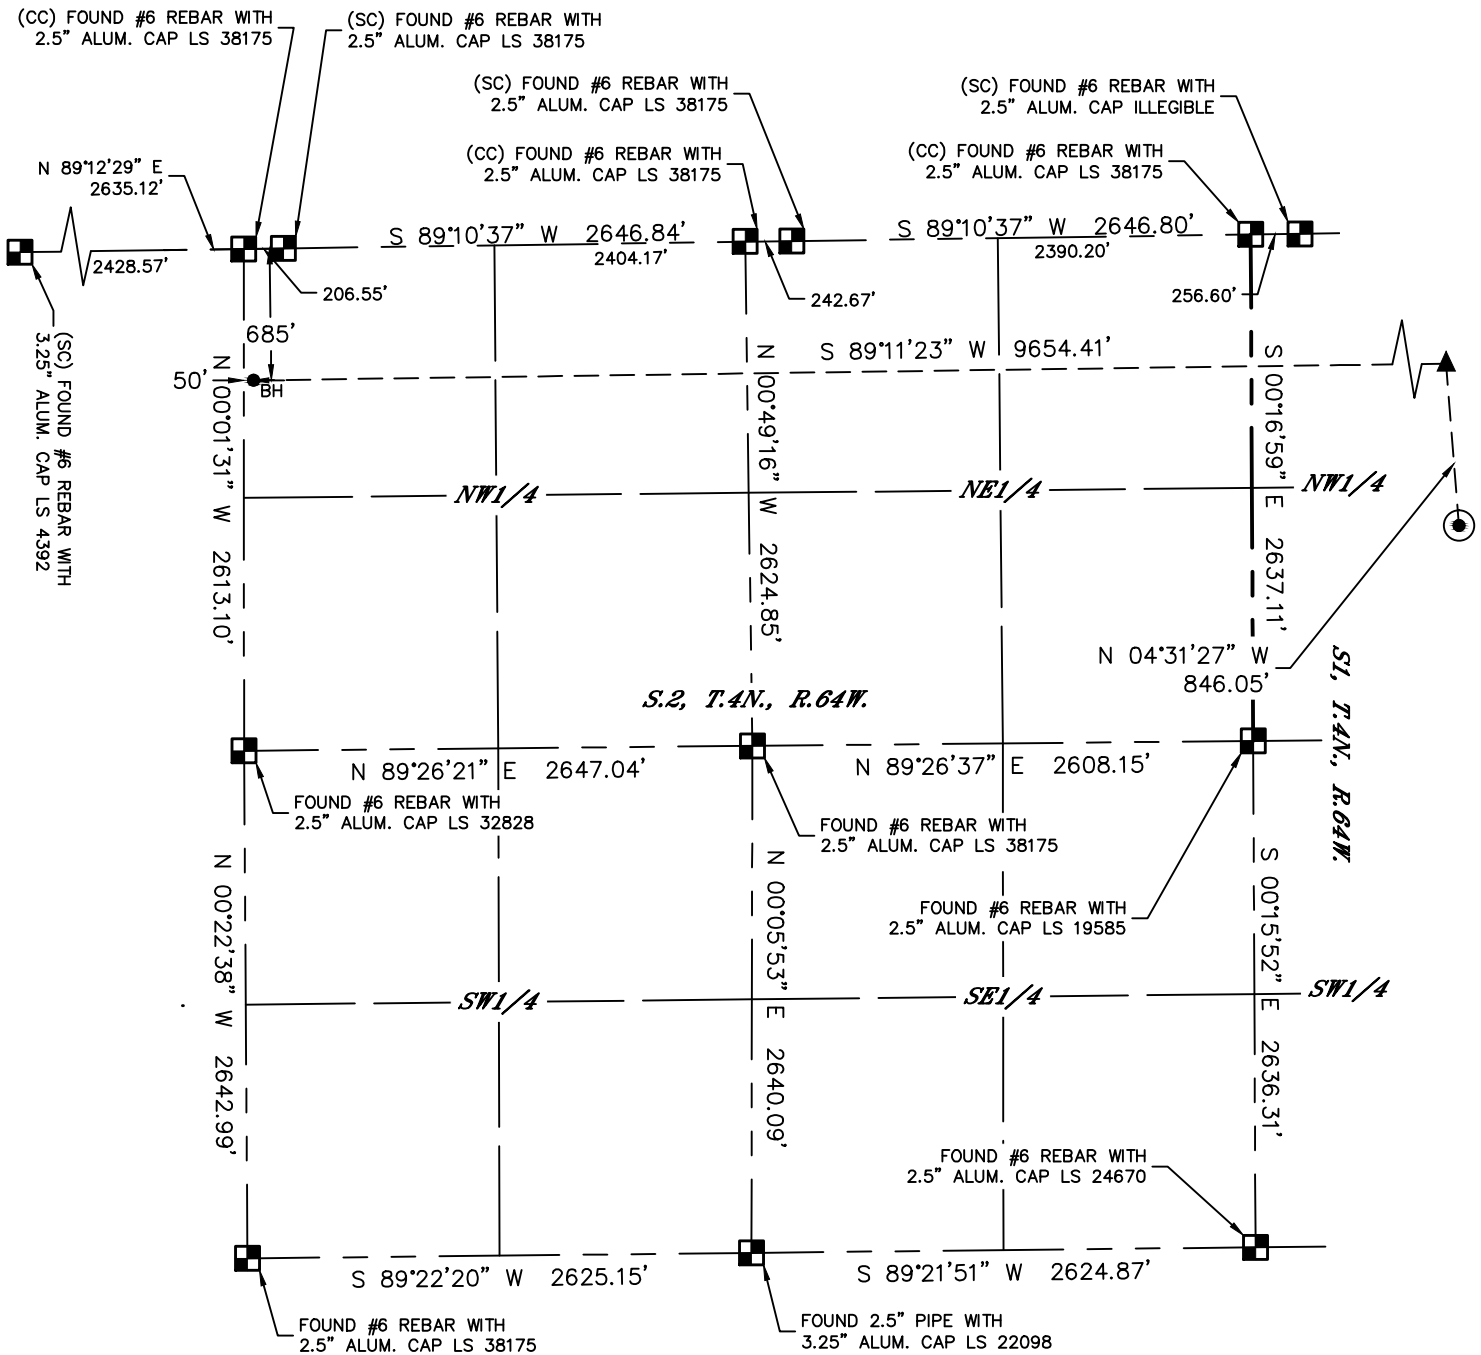 (CC) FOUND #6 REBAR WITH
2.5" ALUM. CAP LS 38175
(SC) FOUND #6 REBAR WITH
2.5" ALUM. CAP LS 38175
(SC) FOUND #6 REBAR WITH
2.5" ALUM. CAP LS 38175
(SC) FOUND #6 REBAR WITH
2.5" ALUM. CAP ILLEGIBLE
(CC) FOUND #6 REBAR WITH
2.5" ALUM. CAP LS 38175
(CC) FOUND #6 REBAR WITH
2.5" ALUM. CAP LS 38175
N 89°12'29" E
2635.12'
2428.57'
S 89°10'37" W 2646.84'
2404.17'
S 89°10'37" W 2646.80'
2390.20'
206.55'
242.67'
256.60'
(SC) FOUND #6 REBAR WITH
3.25" ALUM. CAP LS 4392
685'
50'
BH
S 89°11'23" W 9654.41'
N 00°01'31" W 2613.10'
N 00°49'16" W 2624.85'
S 00°16'59" E 2637.11'
NW1/4
NE1/4
NW1/4
N 04°31'27" W
846.05'
S.2, T.4N., R.64W.
S1, T.4N., R.64W.
N 89°26'21" E 2647.04'
N 89°26'37" E 2608.15'
FOUND #6 REBAR WITH
2.5" ALUM. CAP LS 32828
FOUND #6 REBAR WITH
2.5" ALUM. CAP LS 38175
FOUND #6 REBAR WITH
2.5" ALUM. CAP LS 19585
N 00°22'38" W 2642.99'
N 00°05'53" E 2640.09'
S 00°15'52" E 2636.31'
SW1/4
SE1/4
SW1/4
FOUND #6 REBAR WITH
2.5" ALUM. CAP LS 24670
S 89°22'20" W 2625.15'
S 89°21'51" W 2624.87'
FOUND #6 REBAR WITH
2.5" ALUM. CAP LS 38175
FOUND 2.5" PIPE WITH
3.25" ALUM. CAP LS 22098